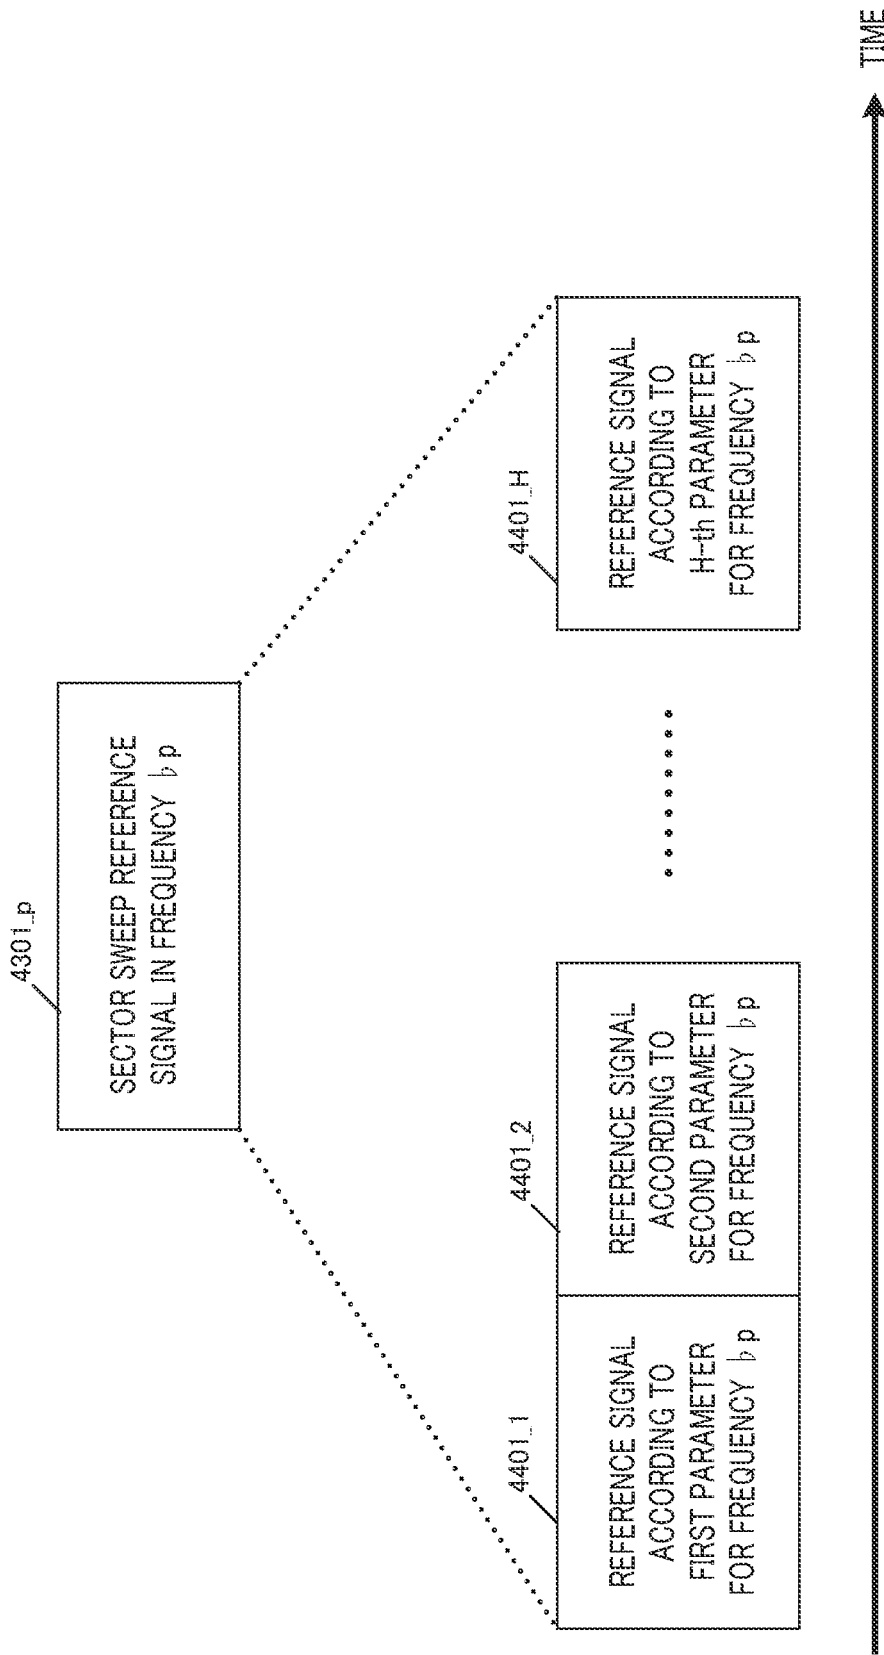 4301_p
SECTOR SWEEP REFERENCE
SIGNAL IN FREQUENCY ♭p
4401_1
REFERENCE SIGNAL
ACCORDING TO
FIRST PARAMETER
FOR FREQUENCY ♭p
4401_2
REFERENCE SIGNAL
ACCORDING TO
SECOND PARAMETER
FOR FREQUENCY ♭p
4401_H
REFERENCE SIGNAL
ACCORDING TO
H-th PARAMETER
FOR FREQUENCY ♭p
TIME